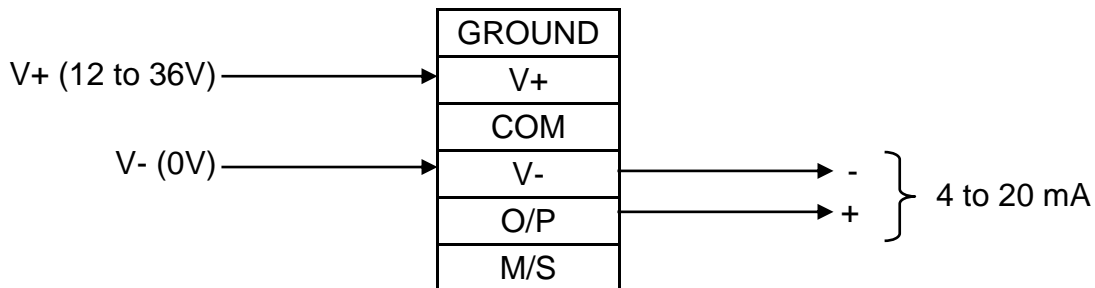 GROUND
V+ (12 to 36V)
V+
COM
V- (0V)
V-
-
4 to 20 mA
O/P
+
M/S